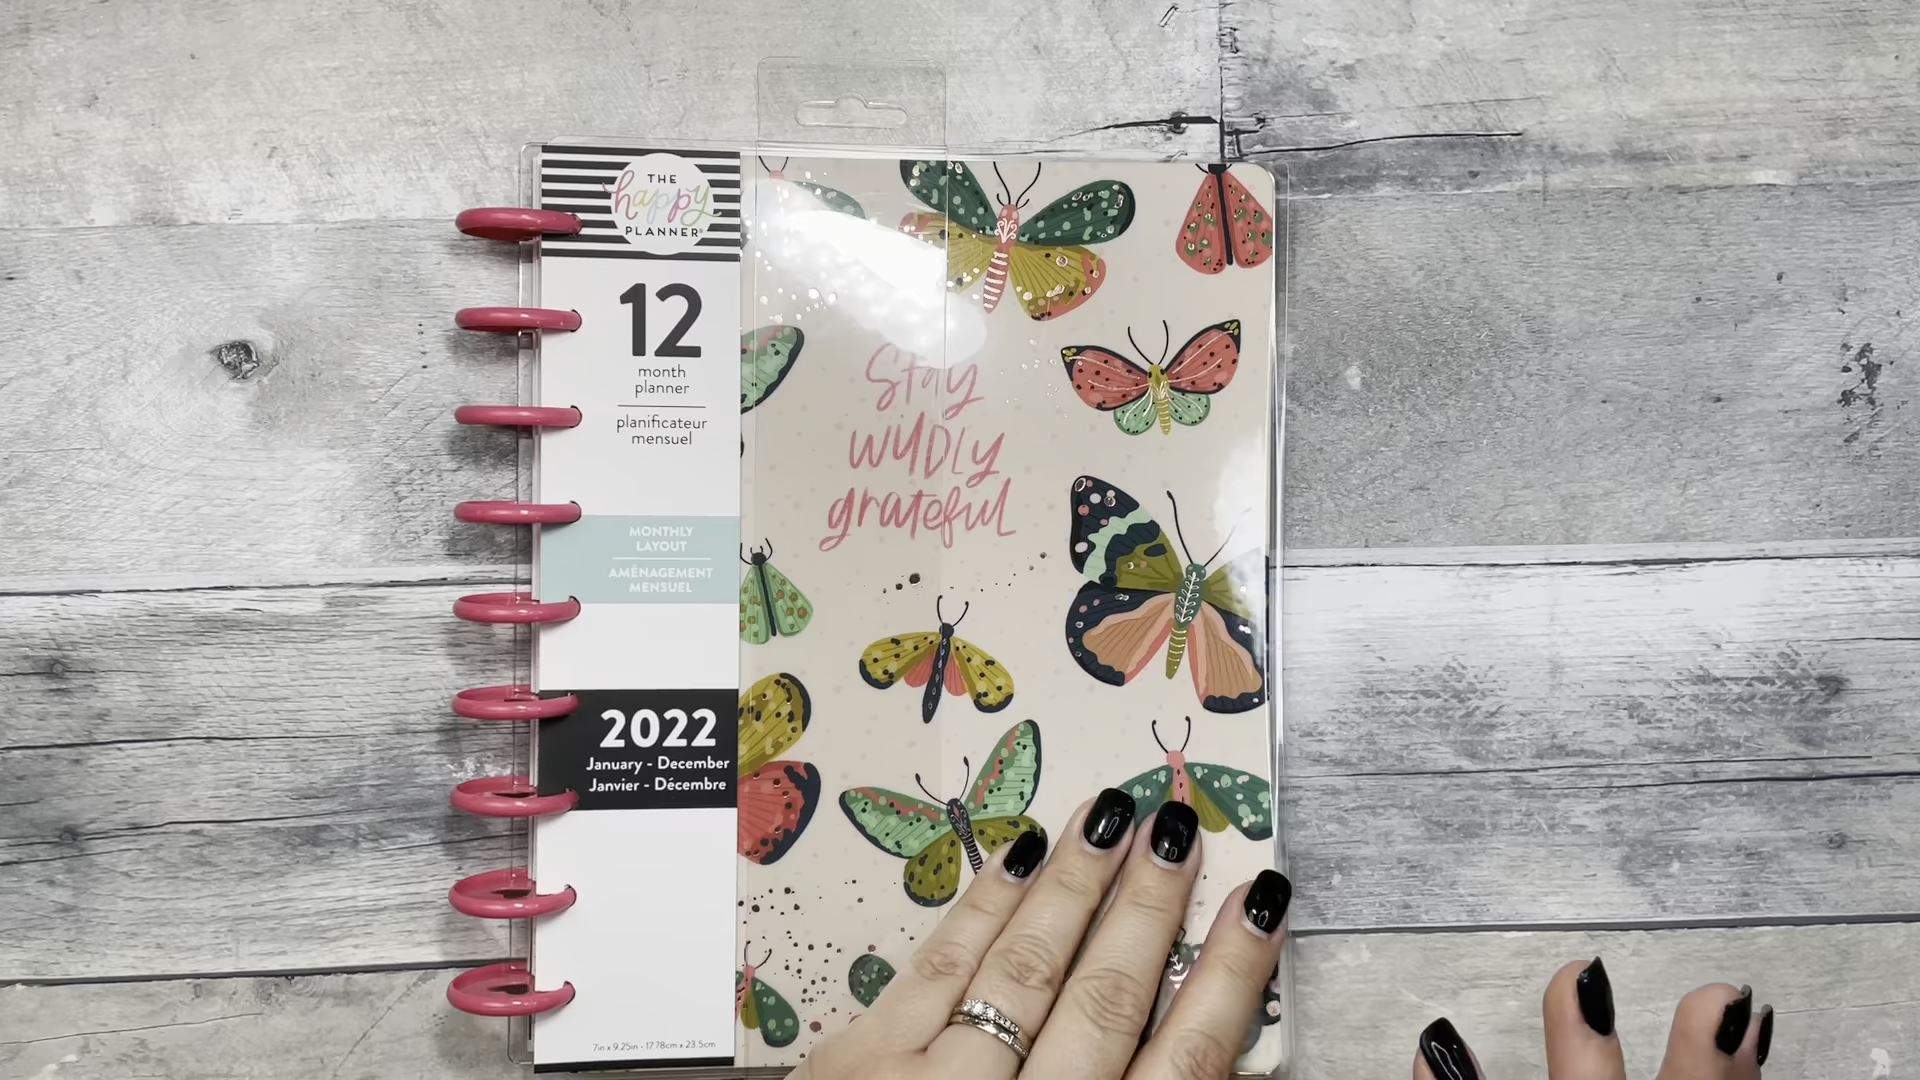 THE
happy
PLANNER®
12
month
planner
planificateur
mensuel
MONTHLY
LAYOUT
AMÉNAGEMENT
MENSUEL
2022
January - December
Janvier - Décembre
7in x 9.25in - 17.78cm x 23.5cm
Stay
wildly
grateful